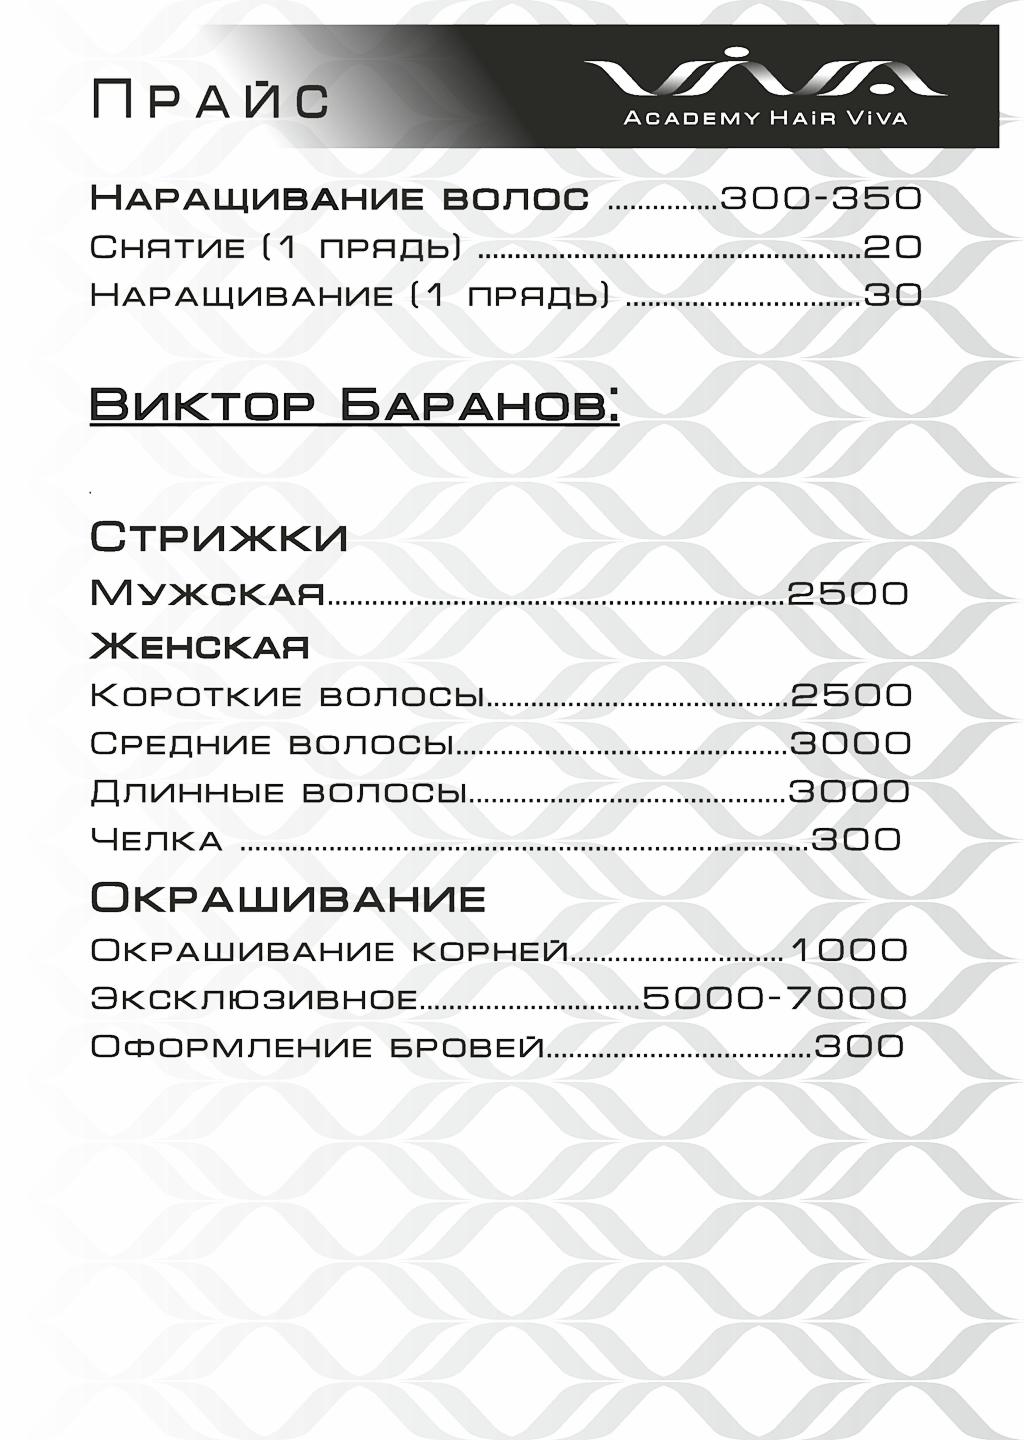 Прайс
ViVA
Academy Hair Viva
Наращивание волос ...............300-350
Снятие (1 прядь) ....................................................20
Наращивание (1 прядь) ................................30
Виктор Баранов:
.
Стрижки
Мужская..............................................................2500
Женская
Короткие волосы.........................................2500
Средние волосы.............................................3000
Длинные волосы...........................................3000
Челка .............................................................................300
Окрашивание
Окрашивание корней............................. 1000
Эксклюзивное..............................5000-7000
Оформление бровей....................................300